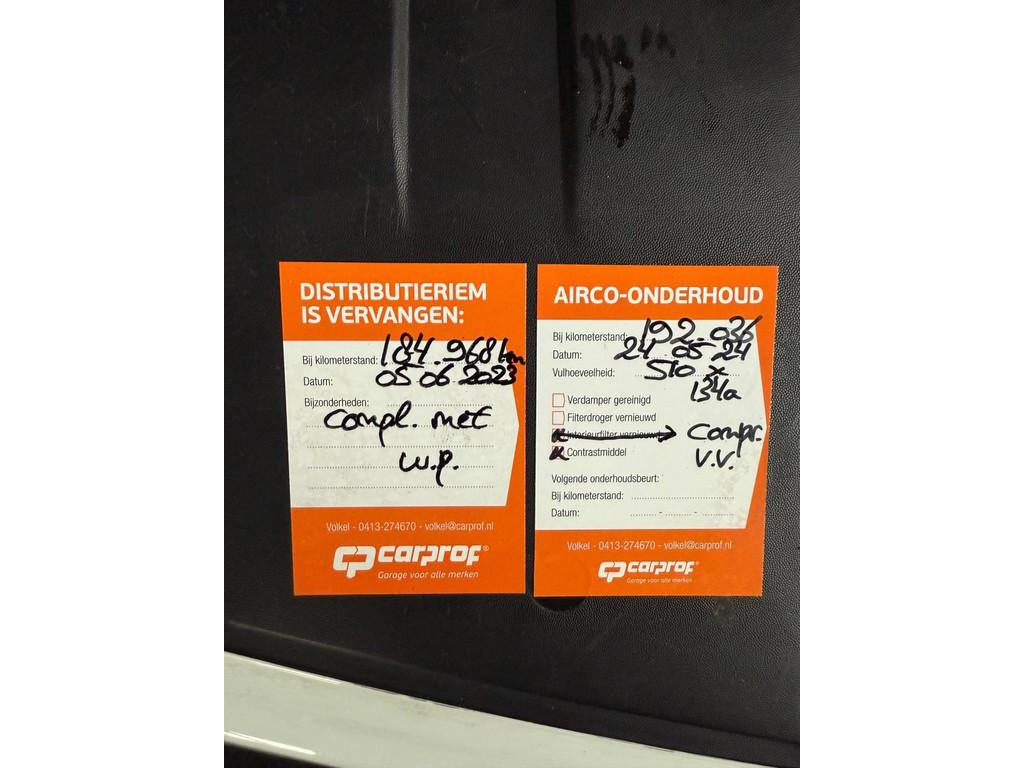 DISTRIBUTIERIEM
IS VERVANGEN:
Bij kilometerstand: 184.968 km
Datum: 05 06 2023
Bijzonderheden:
compl. met
w.p.
Volkel - 0413-274670 - volkel@carprof.nl
CP carprof®
Garage voor alle merken
AIRCO-ONDERHOUD
Bij kilometerstand: 192.036
Datum: 24-05-24
Vulhoeveelheid: 510 x
134a
Verdamper gereinigd
Filterdroger vernieuwd
x Interieurfilter vernieuwd → compr.
V.V.
x Contrastmiddel
Volgende onderhoudsbeurt:
Bij kilometerstand:
Datum: - -
Volkel - 0413-274670 - volkel@carprof.nl
CP carprof®
Garage voor alle merken